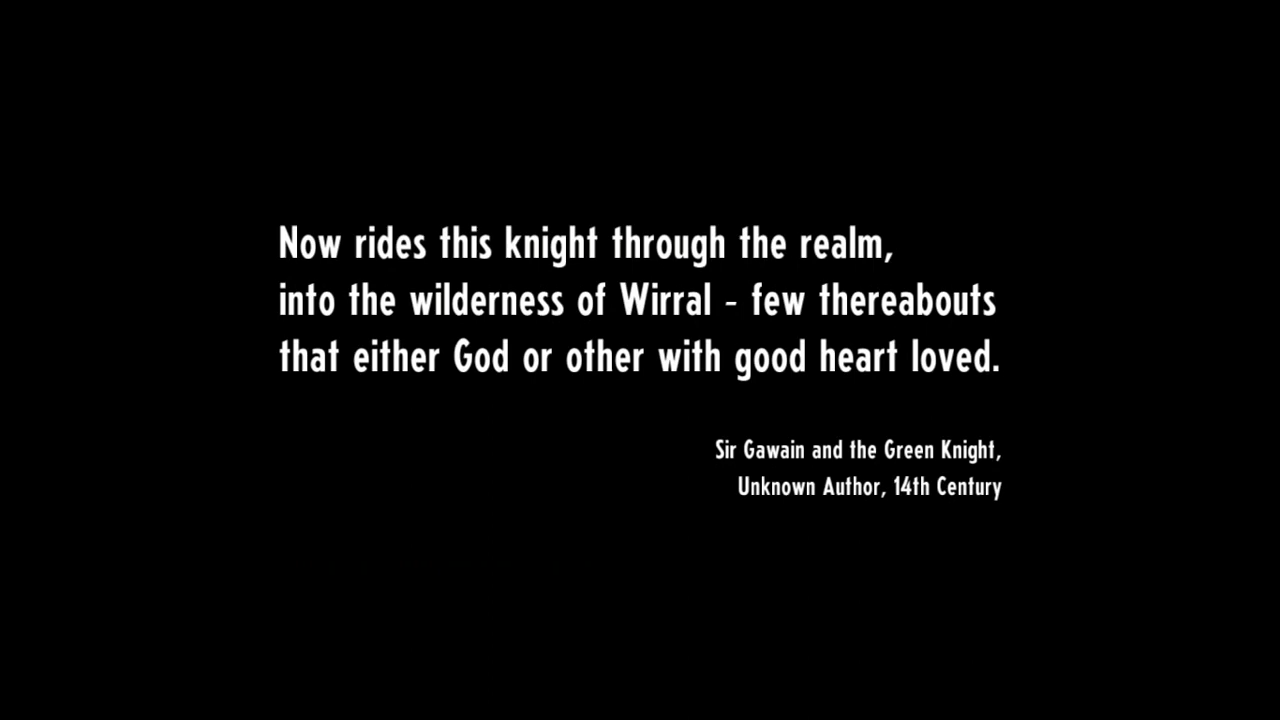 Now rides this knight through the realm,
into the wilderness of Wirral - few thereabouts
that either God or other with good heart loved.
Sir Gawain and the Green Knight,
Unknown Author, 14th Century